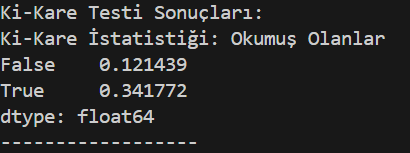 Ki-Kare Testi Sonuçları:
Ki-Kare İstatistiği: Okumuş Olanlar
False    0.121439
True     0.341772
dtype: float64
------------------